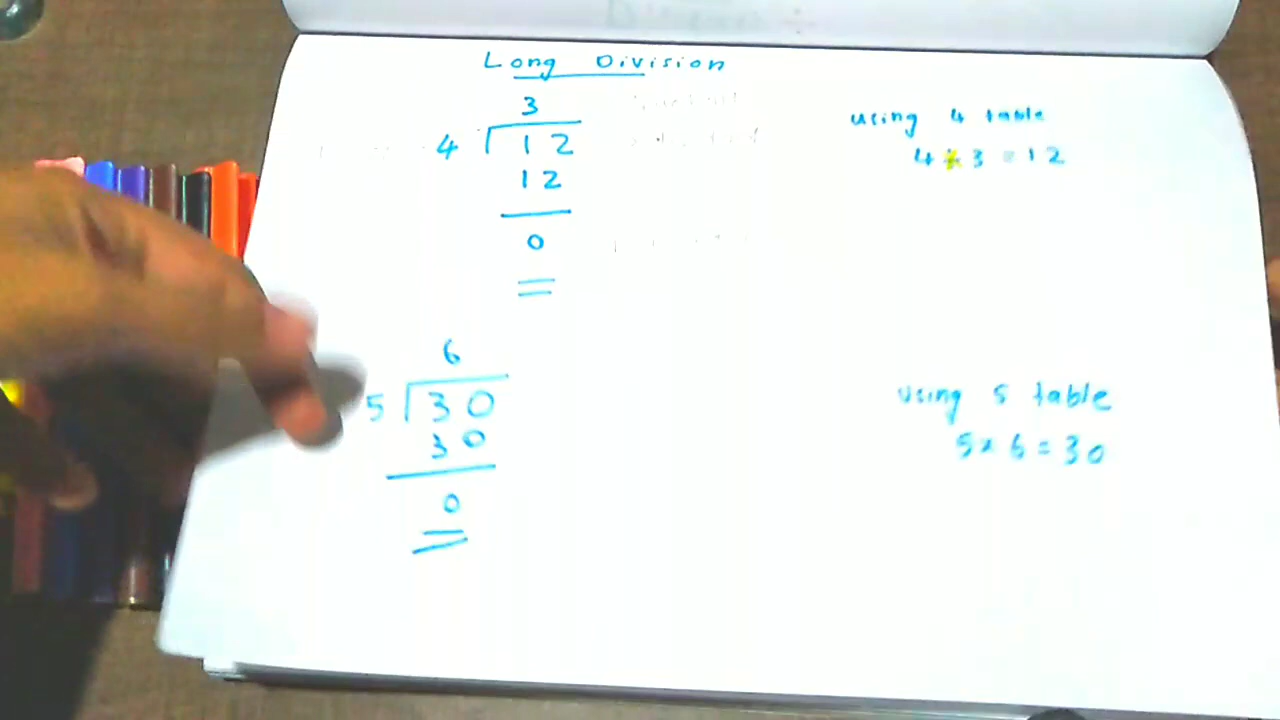 Long Division
3
4 12
12
0
using 4 table
4 × 3 = 12
6
5 30
30
0
using 5 table
5 × 6 = 30